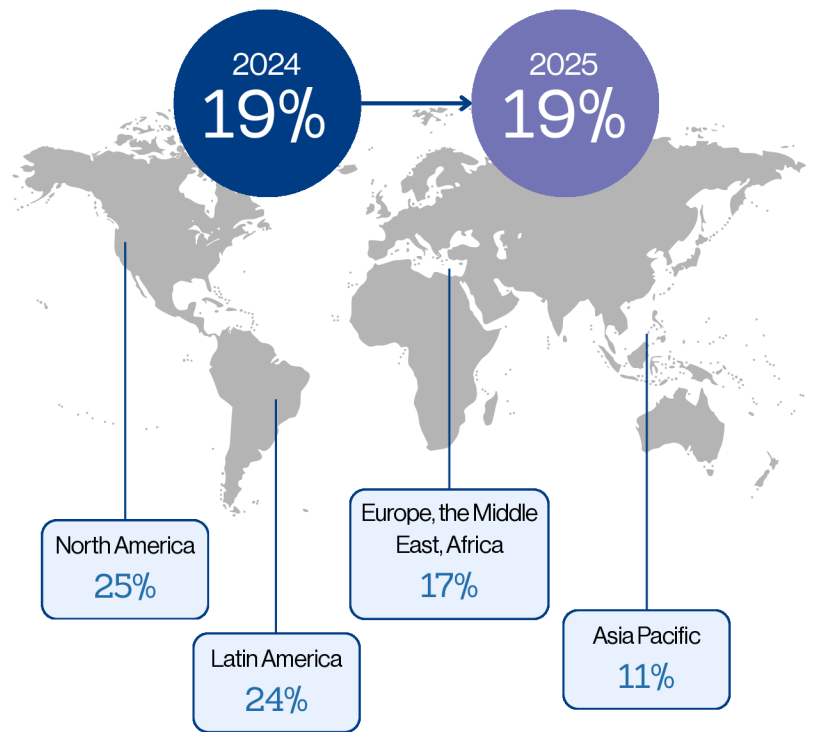 2024
19%
2025
19%
North America
25%
Latin America
24%
Europe, the Middle
East, Africa
17%
Asia Pacific
11%